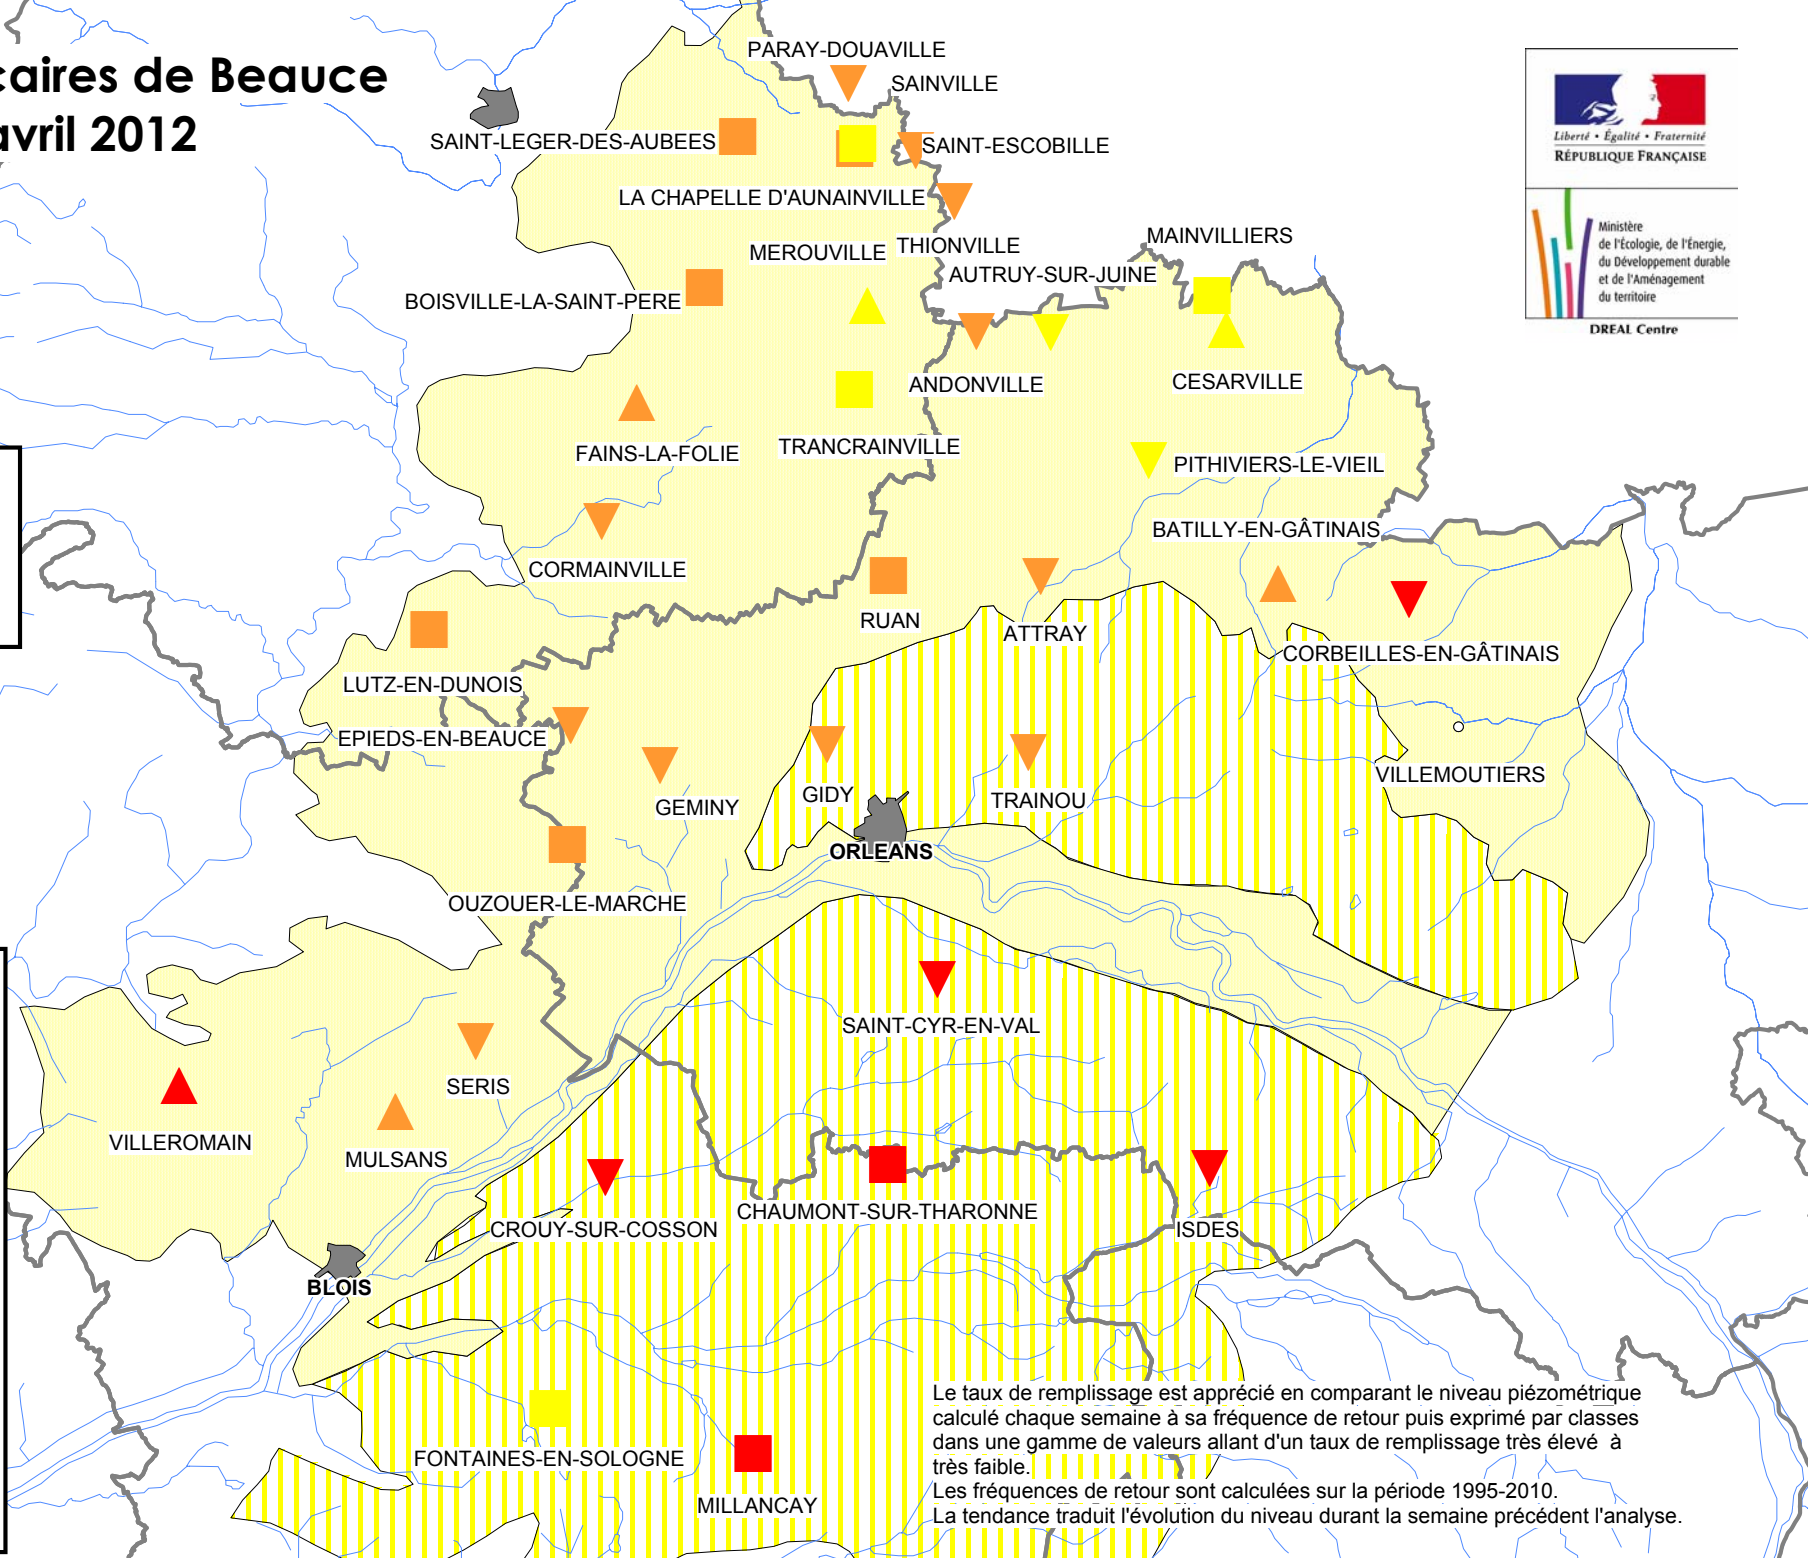 caires de Beauce
avril 2012
PARAY-DOUAVILLE
SAINVILLE
SAINT-LEGER-DES-AUBEES
SAINT-ESCOBILLE
LA CHAPELLE D'AUNAINVILLE
THIONVILLE
MEROUVILLE
MAINVILLIERS
AUTRUY-SUR-JUINE
BOISVILLE-LA-SAINT-PERE
ANDONVILLE
CESARVILLE
FAINS-LA-FOLIE
TRANCRAINVILLE
PITHIVIERS-LE-VIEIL
BATILLY-EN-GÂTINAIS
CORMAINVILLE
RUAN
ATTRAY
CORBEILLES-EN-GÂTINAIS
LUTZ-EN-DUNOIS
EPIEDS-EN-BEAUCE
VILLEMOUTIERS
GEMINY
GIDY
TRAINOU
ORLEANS
OUZOUER-LE-MARCHE
SAINT-CYR-EN-VAL
SERIS
VILLEROMAIN
MULSANS
CROUY-SUR-COSSON
CHAUMONT-SUR-THARONNE
ISDES
BLOIS
FONTAINES-EN-SOLOGNE
MILLANCAY
Liberté • Égalité • Fraternité
RÉPUBLIQUE FRANÇAISE
Ministère
de l'Écologie, de l'Énergie,
du Développement durable
et de l'Aménagement
du territoire
DREAL Centre
Le taux de remplissage est apprécié en comparant le niveau piézométrique
calculé chaque semaine à sa fréquence de retour puis exprimé par classes
dans une gamme de valeurs allant d'un taux de remplissage très élevé à
très faible.
Les fréquences de retour sont calculées sur la période 1995-2010.
La tendance traduit l'évolution du niveau durant la semaine précédent l'analyse.